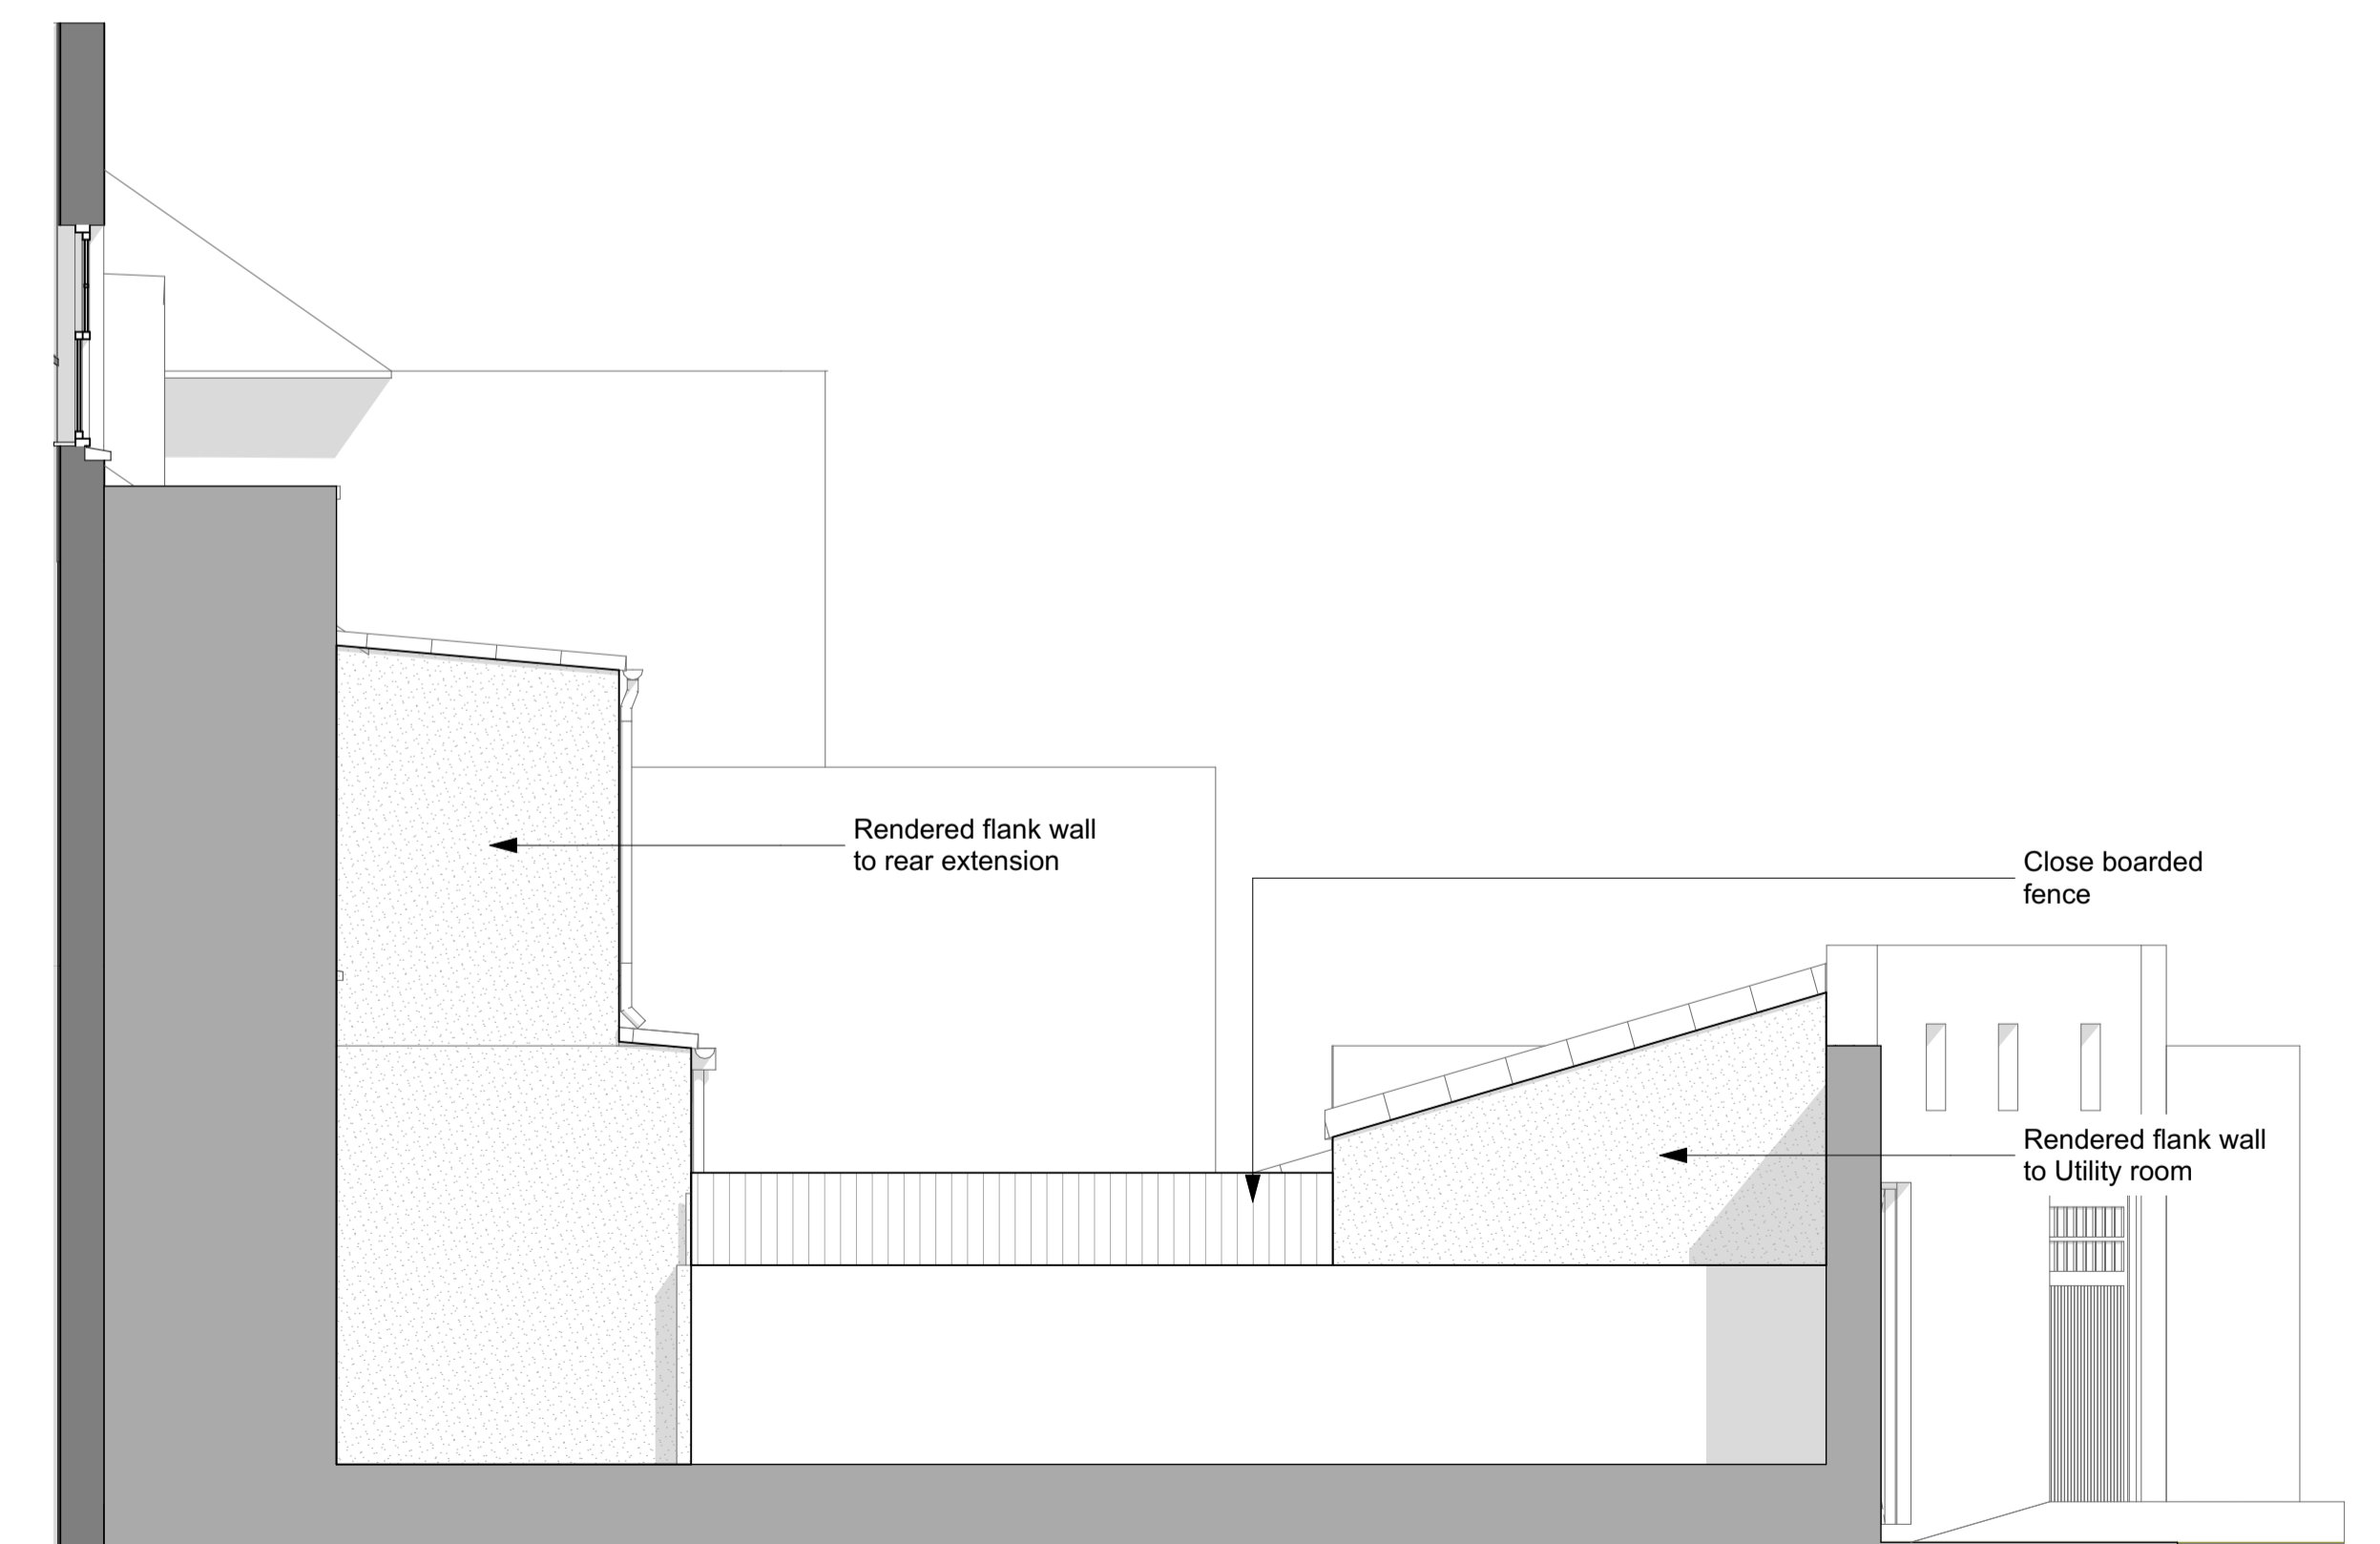 Rendered flank wall
to rear extension
Close boarded
fence
Rendered flank wall
to Utility room